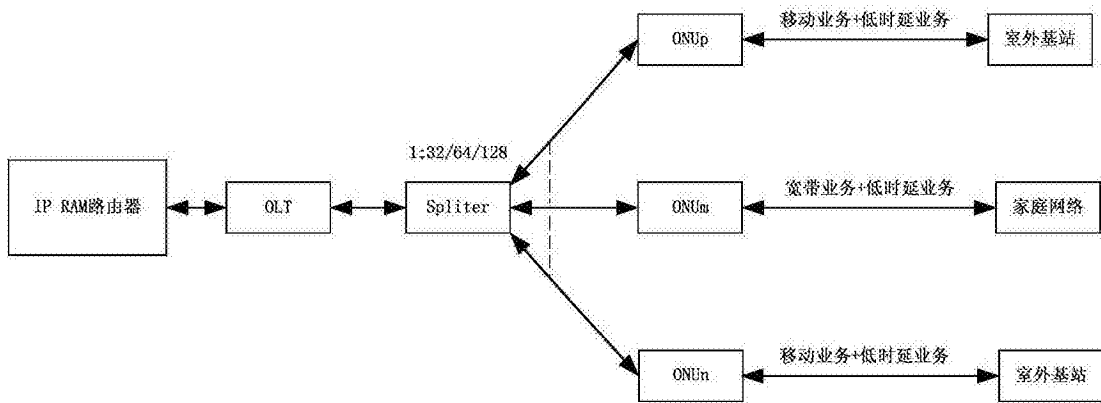 ONUp
移动业务+低时延业务
室外基站
1:32/64/128
IP RAM路由器
OLT
Spliter
ONUm
宽带业务+低时延业务
家庭网络
ONUn
移动业务+低时延业务
室外基站